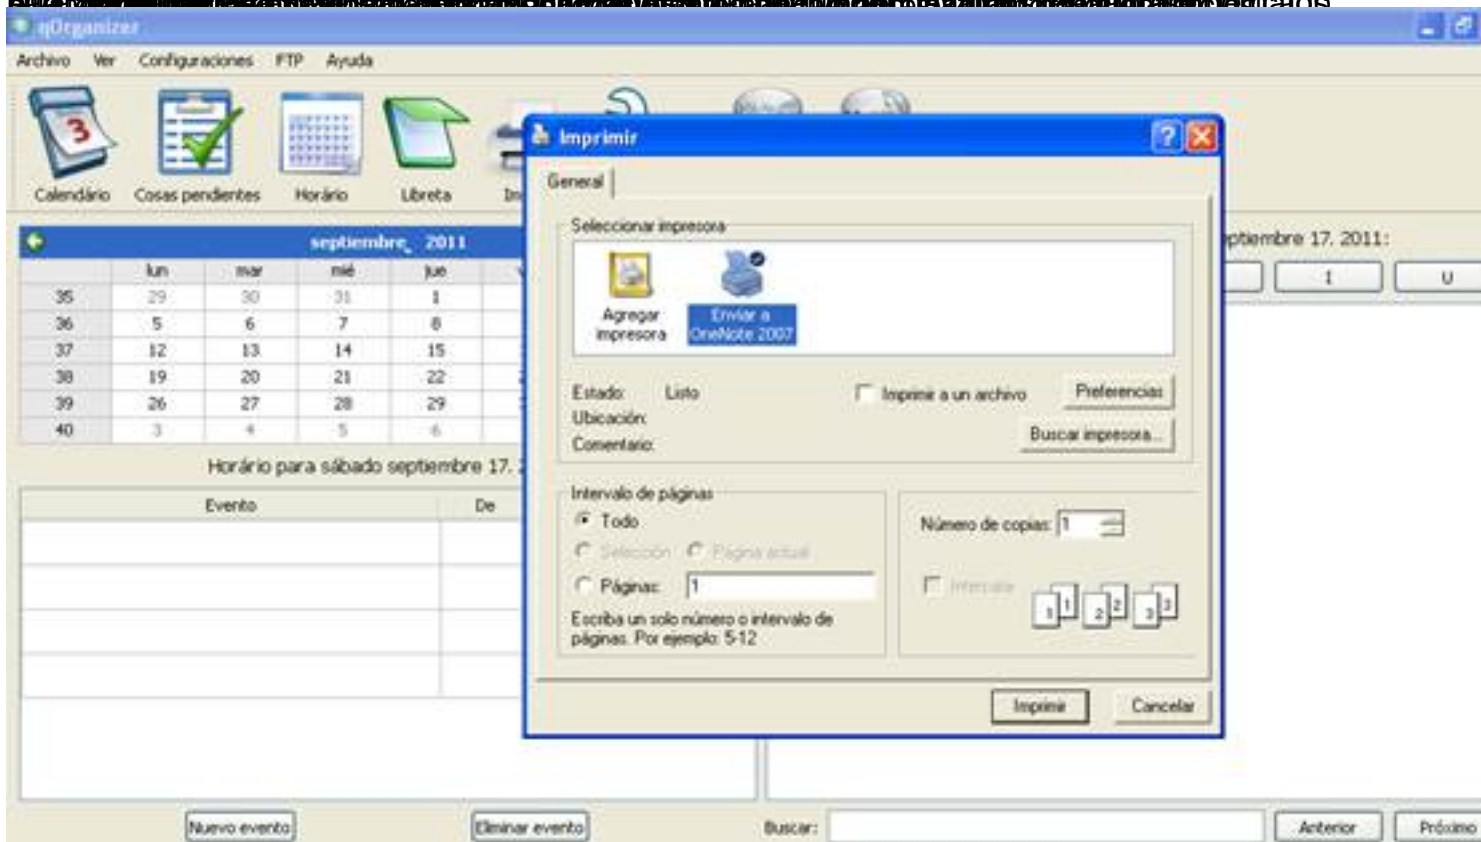 qOrganizer
Archivo Ver Configuraciones FTP Ayuda
Calendário Cosas pendientes Horário Libreta
septiembre, 2011
lun mar mié jue
35 29 30 31 1
36 5 6 7 8
37 12 13 14 15
38 19 20 21 22
39 26 27 28 29
40 3 4 5 6
Horário para sábado septiembre 17.
Evento De
Nuevo evento Eliminar evento
Imprimir
General
Seleccionar impresora
Agregar impresora
Enviar a OneNote 2007
Estado: Listo
Ubicación:
Comentario:
Imprimir a un archivo
Preferencias
Buscar impresora...
Intervalo de páginas
Todo
Selección Página actual
Páginas: 1
Escriba un solo número o intervalo de
páginas. Por ejemplo: 5-12
Número de copias: 1
Intercalar
1 1 2 2 3 3
Imprimir Cancelar
17. 2011:
I U
Buscar: Anterior Próximo